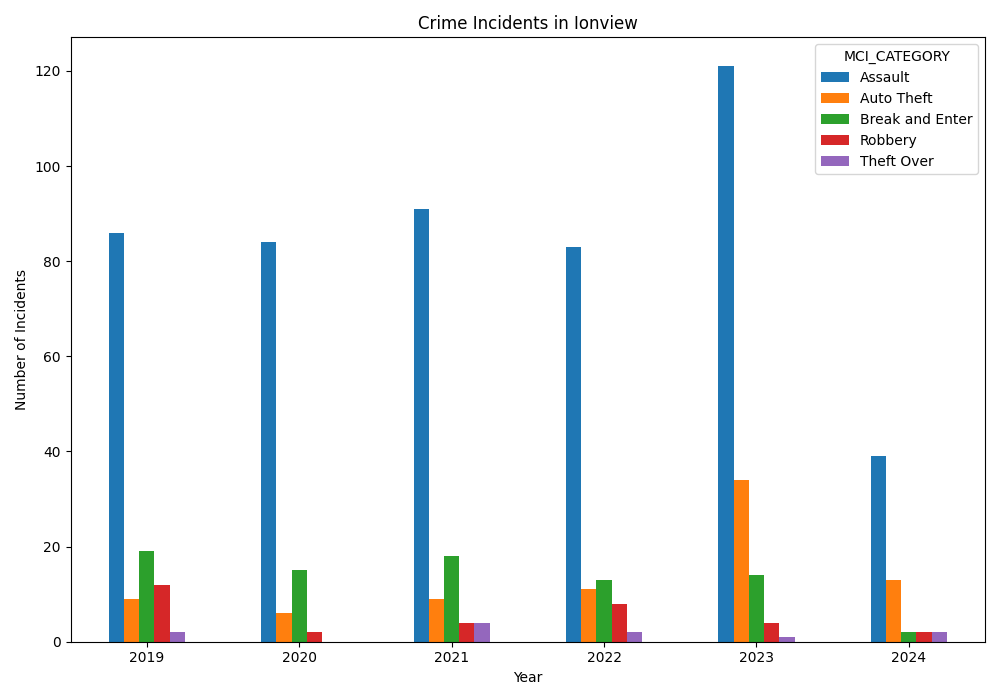 Crime Incidents in Ionview
MCI_CATEGORY
Assault
Auto Theft
Break and Enter
Robbery
Theft Over
Number of Incidents
120
100
80
60
40
20
0
2019 2020 2021 2022 2023 2024
Year